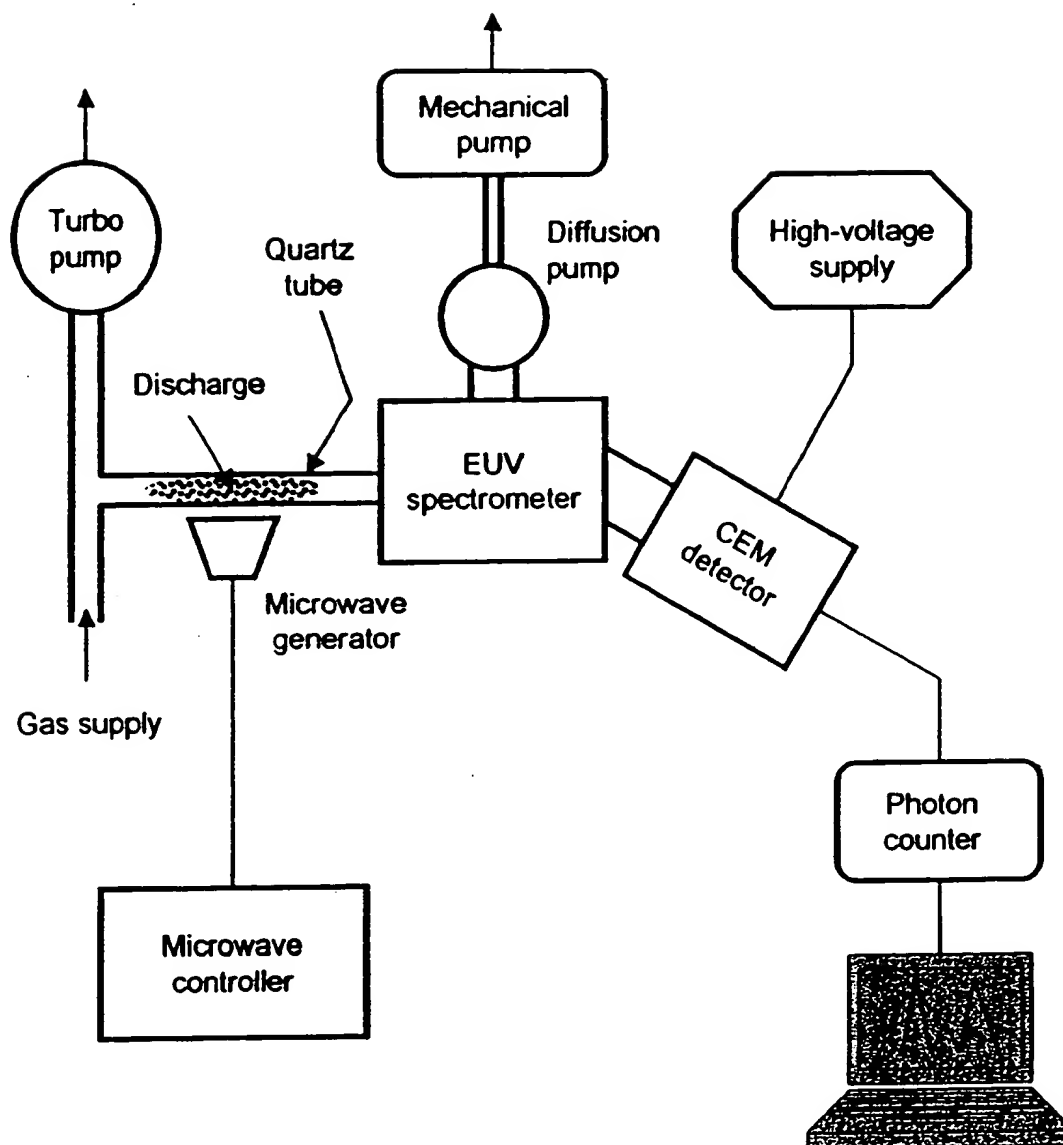 Mechanical
pump
Turbo
pump
Quartz
tube
Diffusion
pump
High-voltage
supply
Discharge
EUV
spectrometer
CEM
detector
Microwave
generator
Gas supply
Photon
counter
Microwave
controller